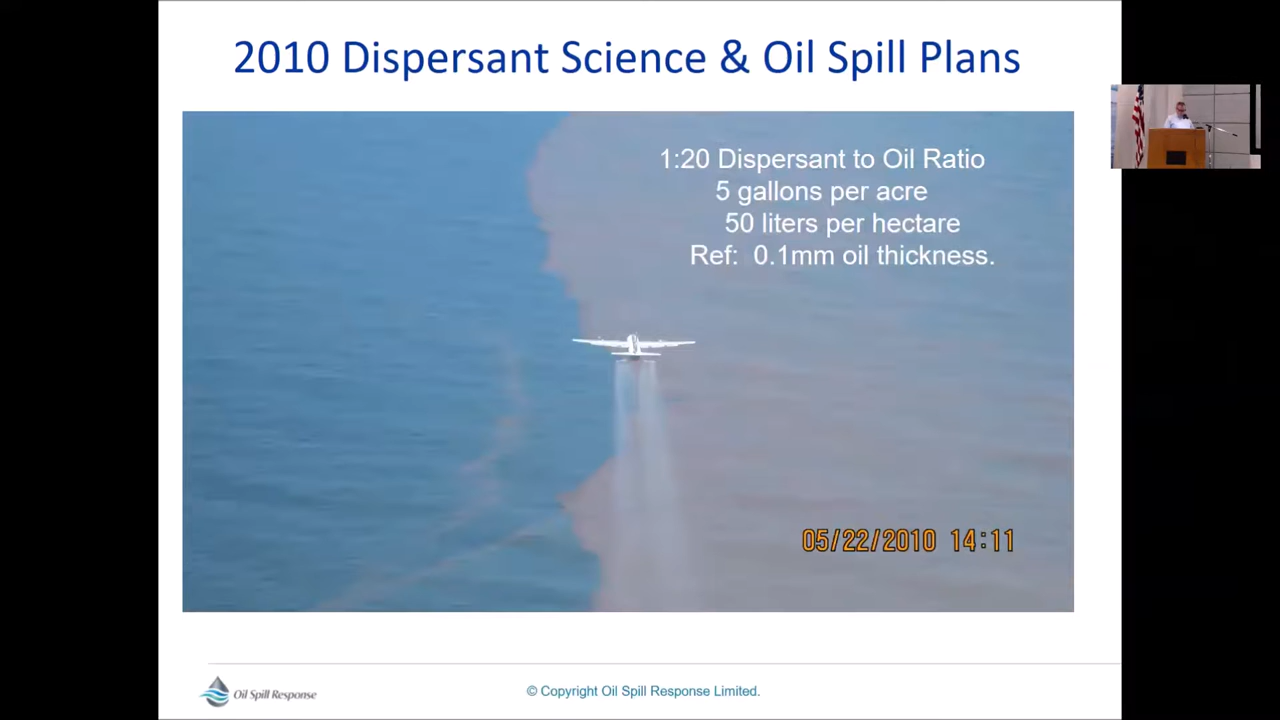 2010 Dispersant Science & Oil Spill Plans
1:20 Dispersant to Oil Ratio
5 gallons per acre
50 liters per hectare
Ref: 0.1mm oil thickness.
05/22/2010 14:11
Oil Spill Response
© Copyright Oil Spill Response Limited.